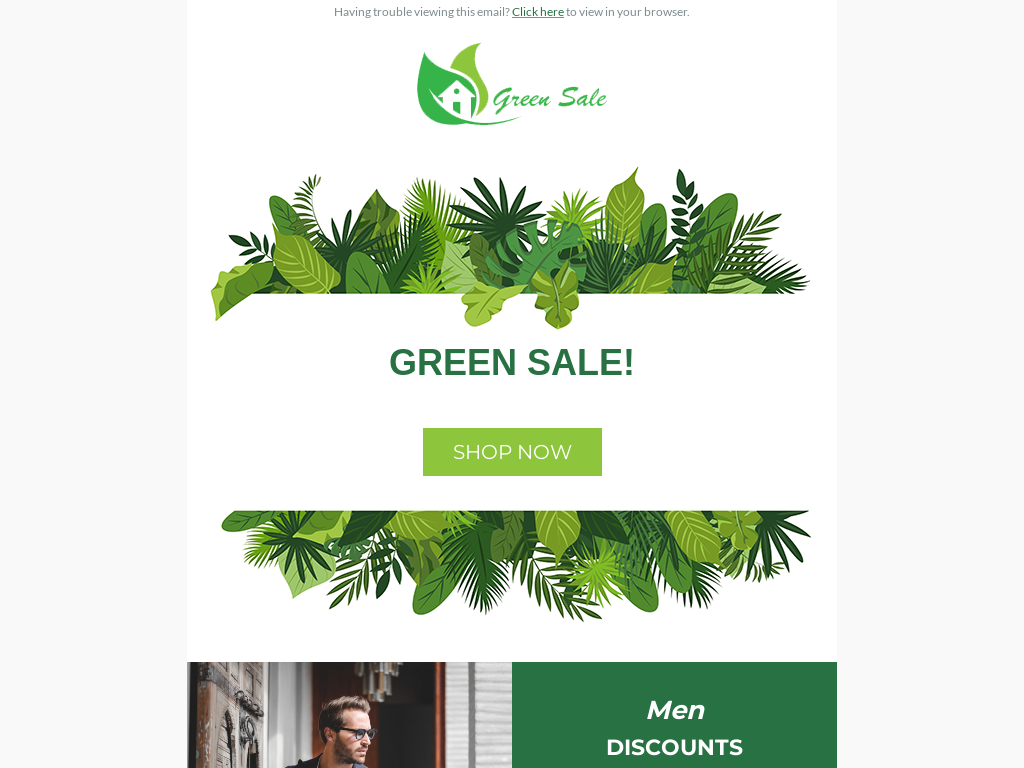 Having trouble viewing this email? Click here to view in your browser.
Green Sale
GREEN SALE!
SHOP NOW
Men
DISCOUNTS